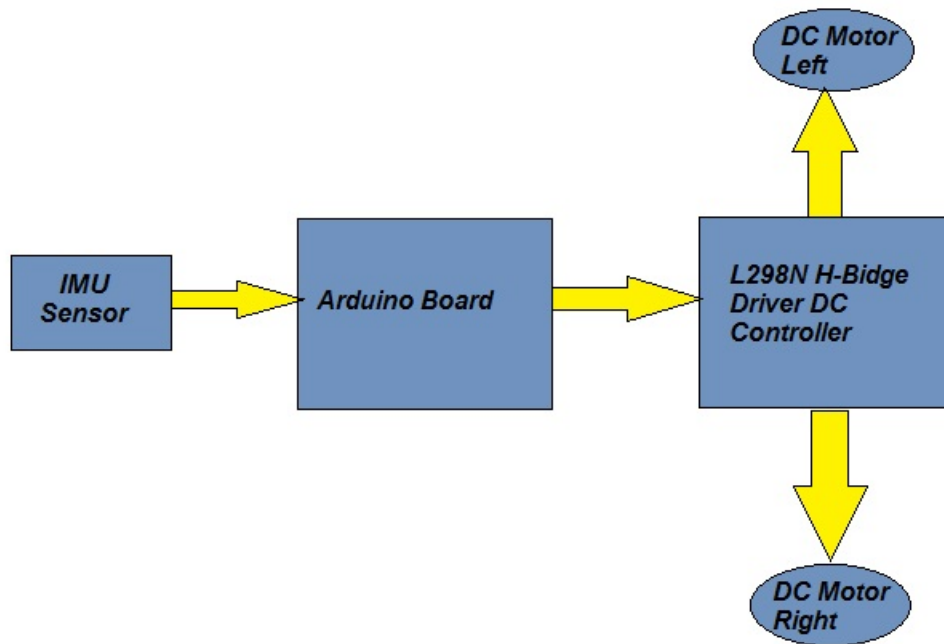 DC Motor
Left
IMU
Sensor
Arduino Board
L298N H-Bidge
Driver DC
Controller
DC Motor
Right